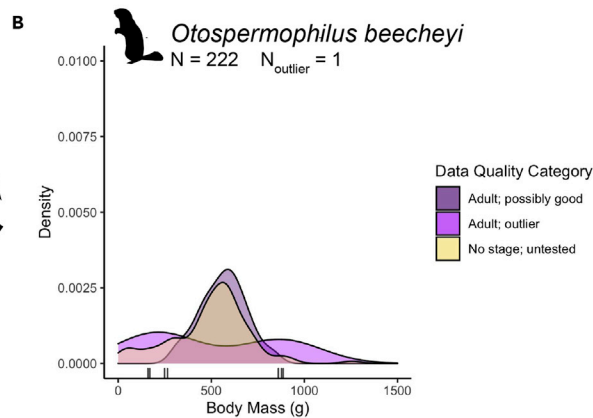 B
Otospermophilus beecheyi
N = 222 N outlier = 1
0.0100
0.0075
0.0050
0.0025
0.0000
Density
0 500 1000 1500
Body Mass (g)
Data Quality Category
Adult; possibly good
Adult; outlier
No stage; untested